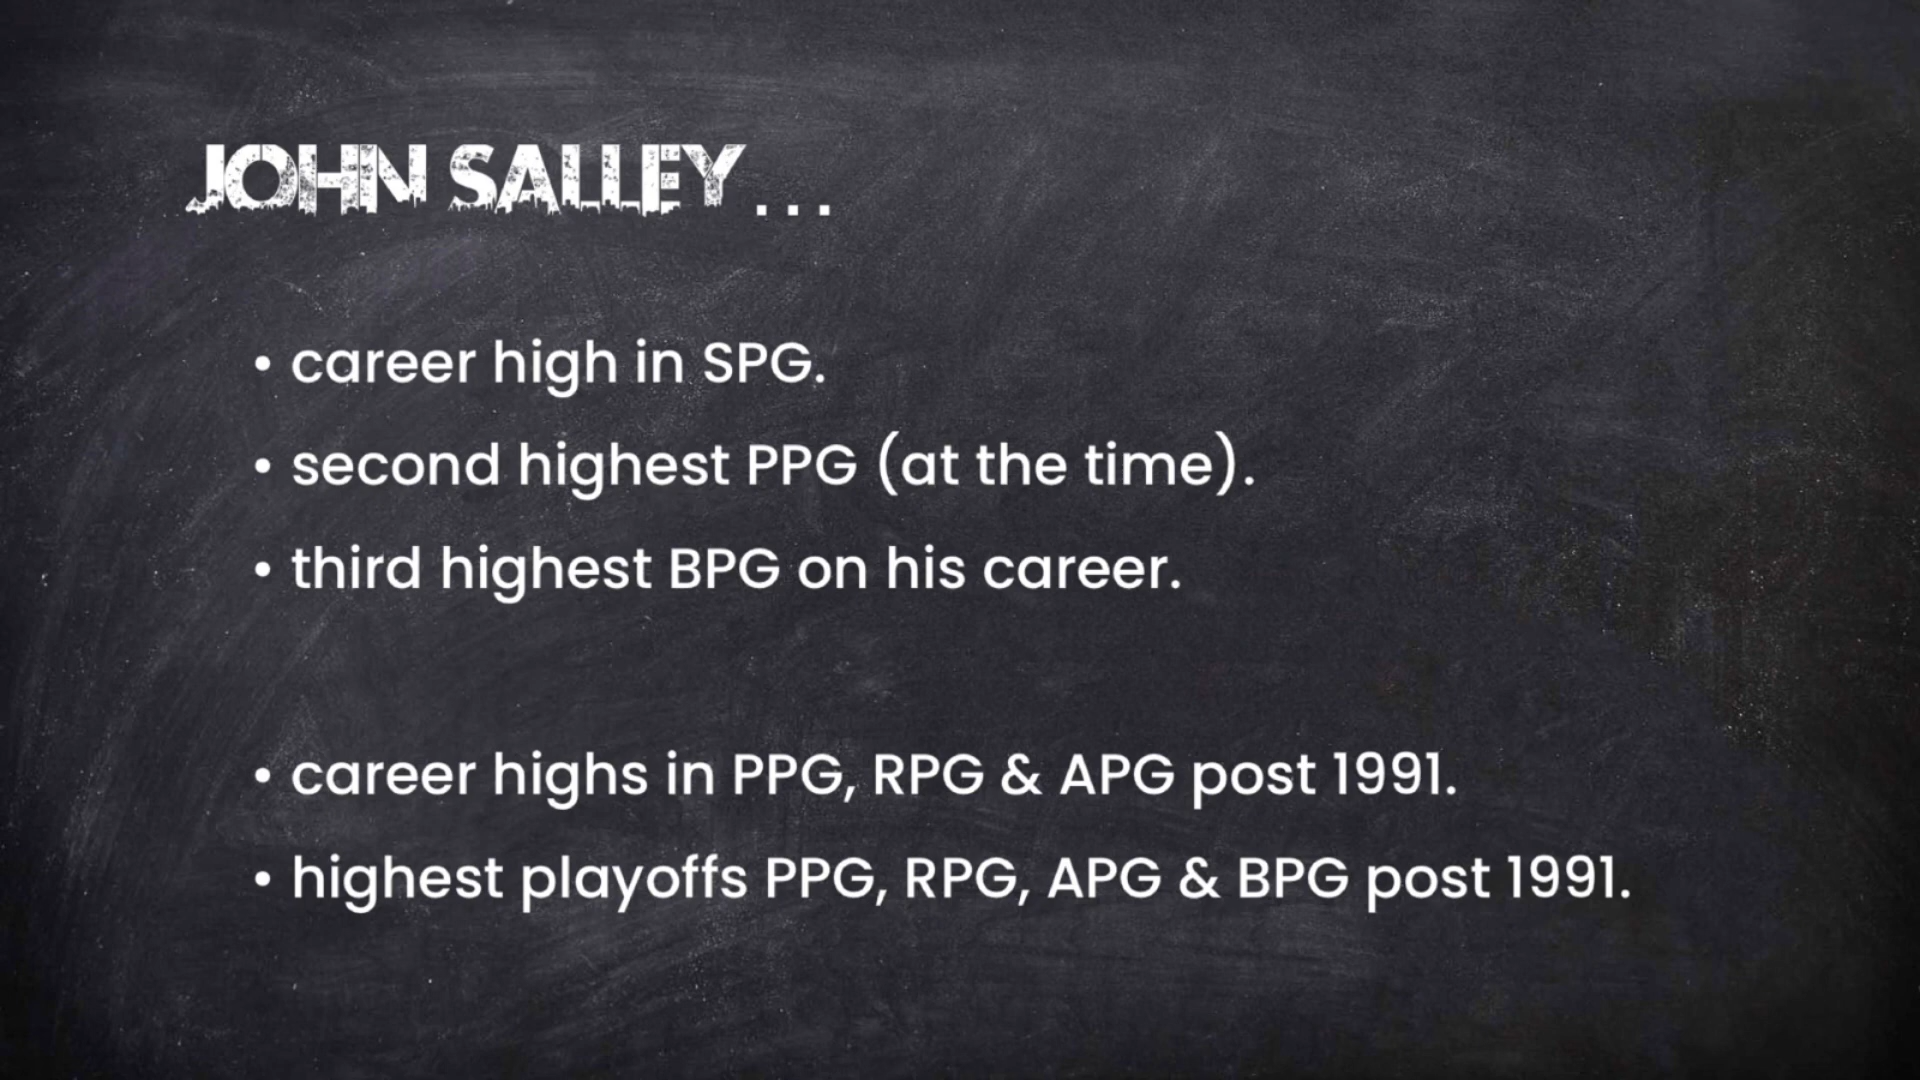 JOHN SALLEY...
• career high in SPG.
• second highest PPG (at the time).
• third highest BPG on his career.
• career highs in PPG, RPG & APG post 1991.
• highest playoffs PPG, RPG, APG & BPG post 1991.